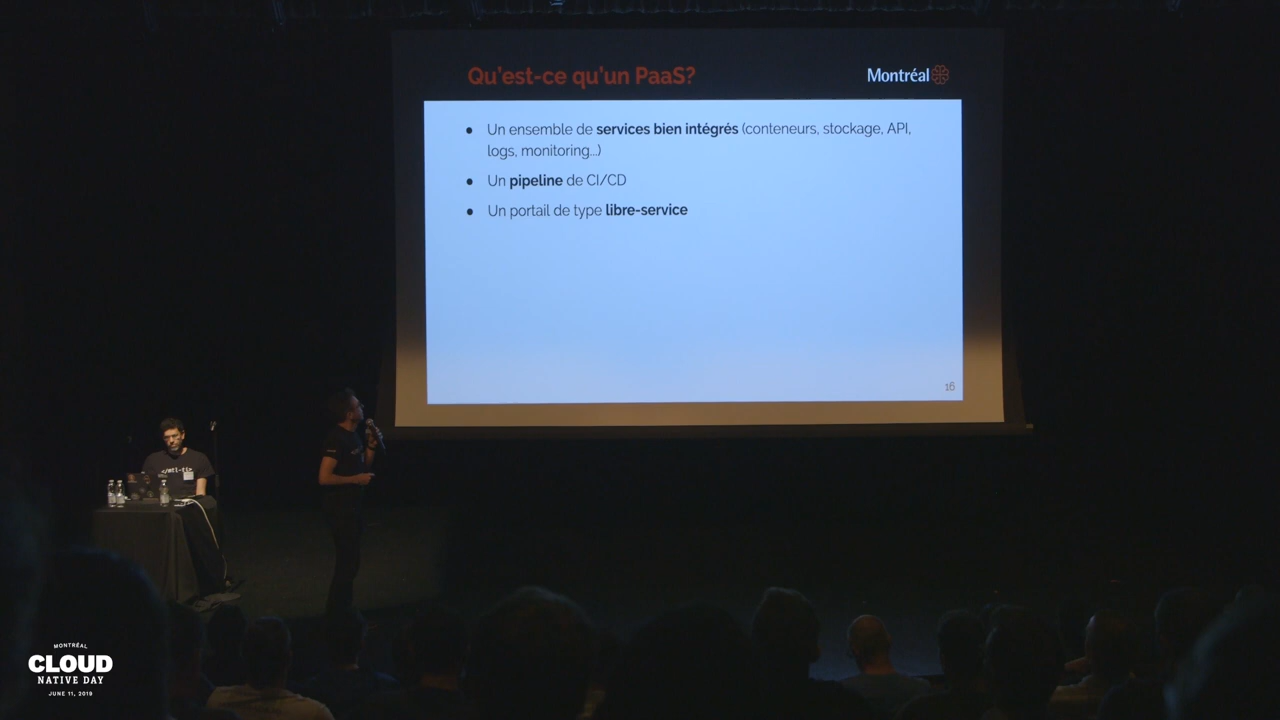 Qu'est-ce qu'un PaaS?
Montréal
● Un ensemble de services bien intégrés (conteneurs, stockage, API,
logs, monitoring...)
● Un pipeline de CI/CD
● Un portail de type libre-service
16
MONTRÉAL
CLOUD
NATIVE DAY
JUNE 11, 2019